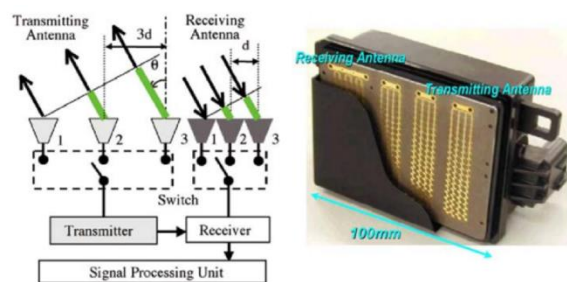 Transmitting
Antenna
3d
θ
Receiving
Antenna
d
1
2
3
1
2
3
Switch
Transmitter
Receiver
Signal Processing Unit
Receiving Antenna
Transmitting Antenna
100mm